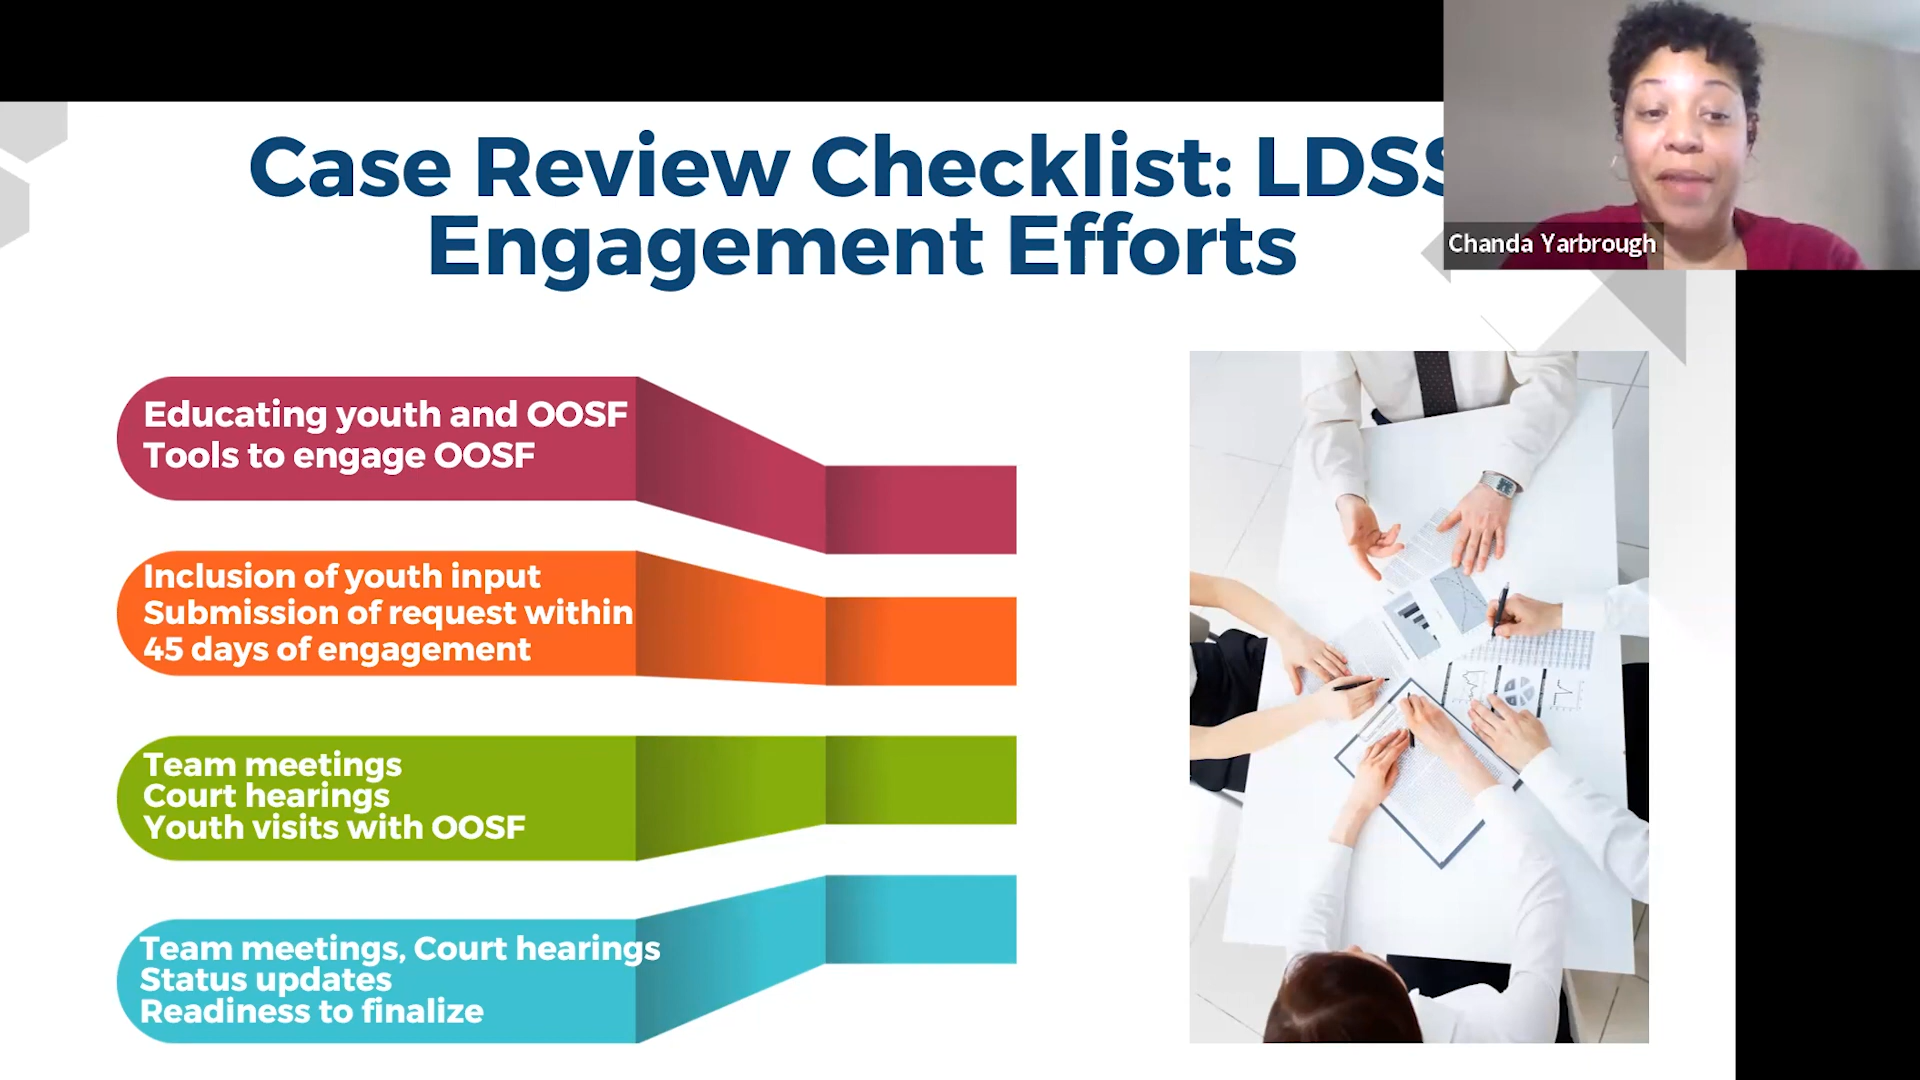 Case Review Checklist: LDSS
Engagement Efforts
Chanda Yarbrough
Educating youth and OOSF
Tools to engage OOSF
Inclusion of youth input
Submission of request within
45 days of engagement
Team meetings
Court hearings
Youth visits with OOSF
Team meetings, Court hearings
Status updates
Readiness to finalize